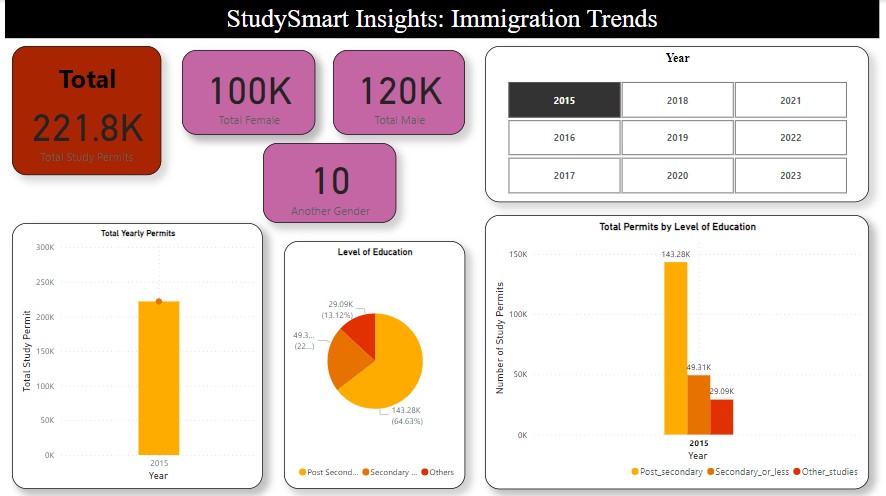 StudySmart Insights: Immigration Trends
Total
221.8K
Total Study Permits
100K
Total Female
120K
Total Male
10
Another Gender
Year
2015 2018 2021
2016 2019 2022
2017 2020 2023
Total Yearly Permits
Total Study Permit
300K
250K
200K
150K
100K
50K
0K
2015
Year
Level of Education
29.09K
(13.12%)
49.3...
(22...)
143.28K
(64.63%)
Post Second... Secondary ... Others
Total Permits by Level of Education
Number of Study Permits
150K
100K
50K
0K
143.28K
49.31K
29.09K
2015
Year
Post_secondary Secondary_or_less Other_studies